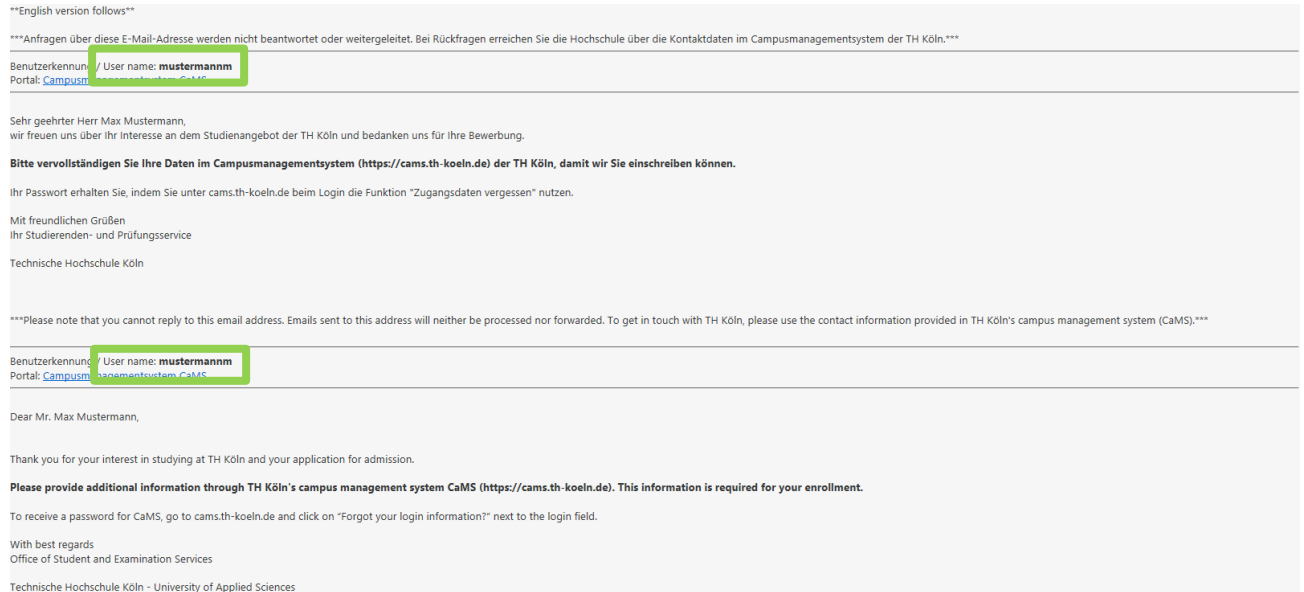 **English version follows**
***Anfragen über diese E-Mail-Adresse werden nicht beantwortet oder weitergeleitet. Bei Rückfragen erreichen Sie die Hochschule über die Kontaktdaten im Campusmanagementsystem der TH Köln.***
Benutzerkennung / User name: mustermannm
Portal: Campusmanagementsystem CaMS
Sehr geehrter Herr Max Mustermann,
wir freuen uns über Ihr Interesse an dem Studienangebot der TH Köln und bedanken uns für Ihre Bewerbung.
Bitte vervollständigen Sie Ihre Daten im Campusmanagementsystem (https://cams.th-koeln.de) der TH Köln, damit wir Sie einschreiben können.
Ihr Passwort erhalten Sie, indem Sie unter cams.th-koeln.de beim Login die Funktion "Zugangsdaten vergessen" nutzen.
Mit freundlichen Grüßen
Ihr Studierenden- und Prüfungsservice
Technische Hochschule Köln
***Please note that you cannot reply to this email address. Emails sent to this address will neither be processed nor forwarded. To get in touch with TH Köln, please use the contact information provided in TH Köln's campus management system (CaMS).***
Benutzerkennung / User name: mustermannm
Portal: Campusmanagementsystem CaMS
Dear Mr. Max Mustermann,
Thank you for your interest in studying at TH Köln and your application for admission.
Please provide additional information through TH Köln's campus management system CaMS (https://cams.th-koeln.de). This information is required for your enrollment.
To receive a password for CaMS, go to cams.th-koeln.de and click on “Forgot your login information?” next to the login field.
With best regards
Office of Student and Examination Services
Technische Hochschule Köln - University of Applied Sciences